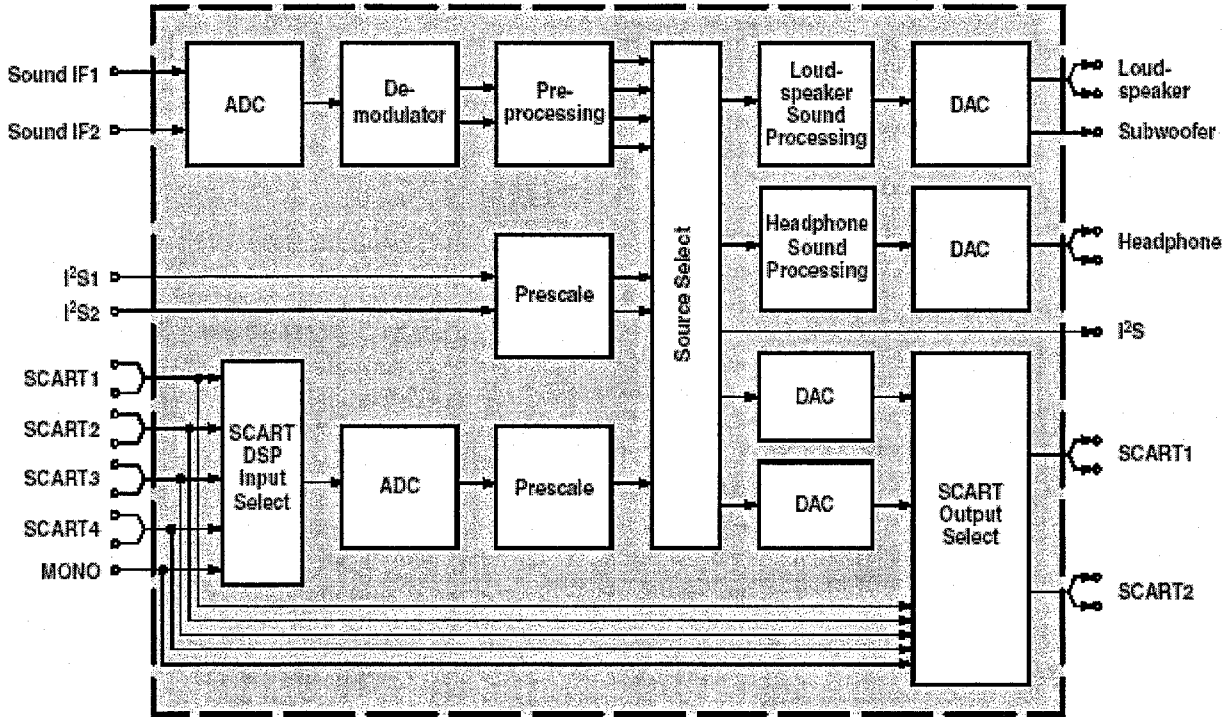 Sound IF1
Sound IF2
ADC
De-
modulator
Pre-
processing
Loud-
speaker
Sound
Processing
DAC
Loud-
speaker
Subwoofer
Headphone
Sound
Processing
DAC
Headphone
I²S1
I²S2
Prescale
Source Select
I²S
SCART1
SCART2
SCART3
SCART4
MONO
SCART
DSP
Input
Select
ADC
Prescale
DAC
DAC
SCART
Output
Select
SCART1
SCART2